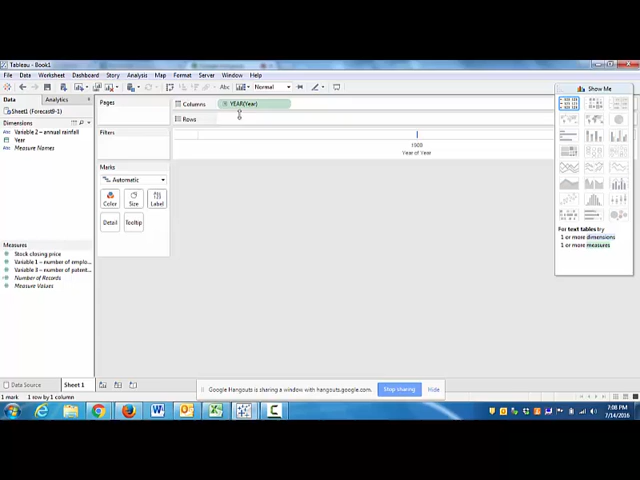 Tableau - Book1
File Data Worksheet Dashboard Story Analysis Map Format Server Window Help
Abc Normal
Show Me
Data Analytics
Pages
Columns YEAR(Year)
Sheet1 (Forecast9-1)
Rows
Dimensions
Filters
Variable 2 – annual rainfall
Year
Measure Names
1920
Year of Year
Marks
Automatic
Color Size Label
Detail Tooltip
For text tables try
1 or more dimensions
1 or more measures
Measures
Stock closing price
Variable 1 – number of emplo..
Variable 3 – number of patent..
Number of Records
Measure Values
Data Source Sheet 1
Google Hangouts is sharing a window with hangouts.google.com. Stop sharing Hide
1 mark 1 row by 1 column
7:08 PM
7/14/2016